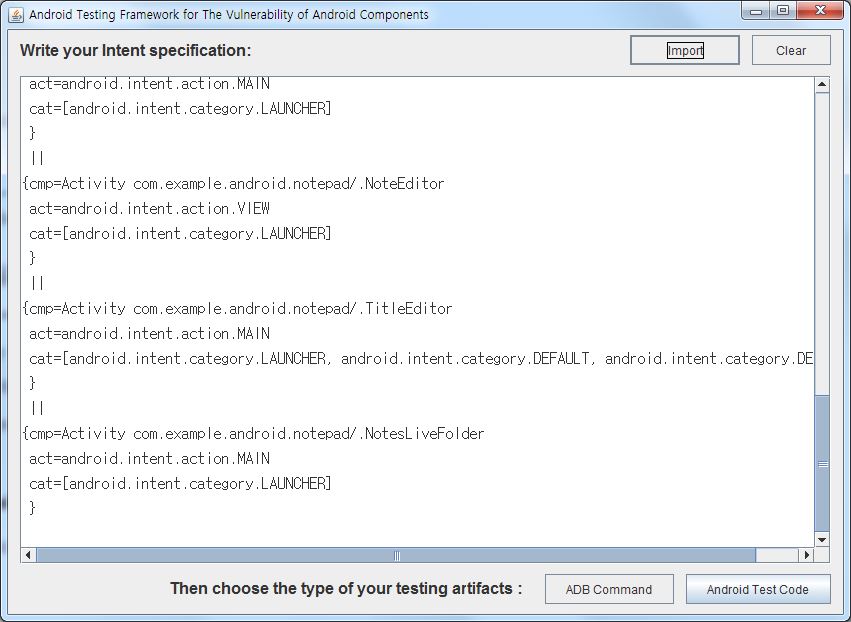 Android Testing Framework for The Vulnerability of Android Components
Write your Intent specification:
Import
Clear
act=android.intent.action.MAIN
cat=[android.intent.category.LAUNCHER]
}
||
{cmp=Activity com.example.android.notepad/.NoteEditor
act=android.intent.action.VIEW
cat=[android.intent.category.LAUNCHER]
}
||
{cmp=Activity com.example.android.notepad/.TitleEditor
act=android.intent.action.MAIN
cat=[android.intent.category.LAUNCHER, android.intent.category.DEFAULT, android.intent.category.DE
}
||
{cmp=Activity com.example.android.notepad/.NotesLiveFolder
act=android.intent.action.MAIN
cat=[android.intent.category.LAUNCHER]
}
Then choose the type of your testing artifacts :
ADB Command
Android Test Code